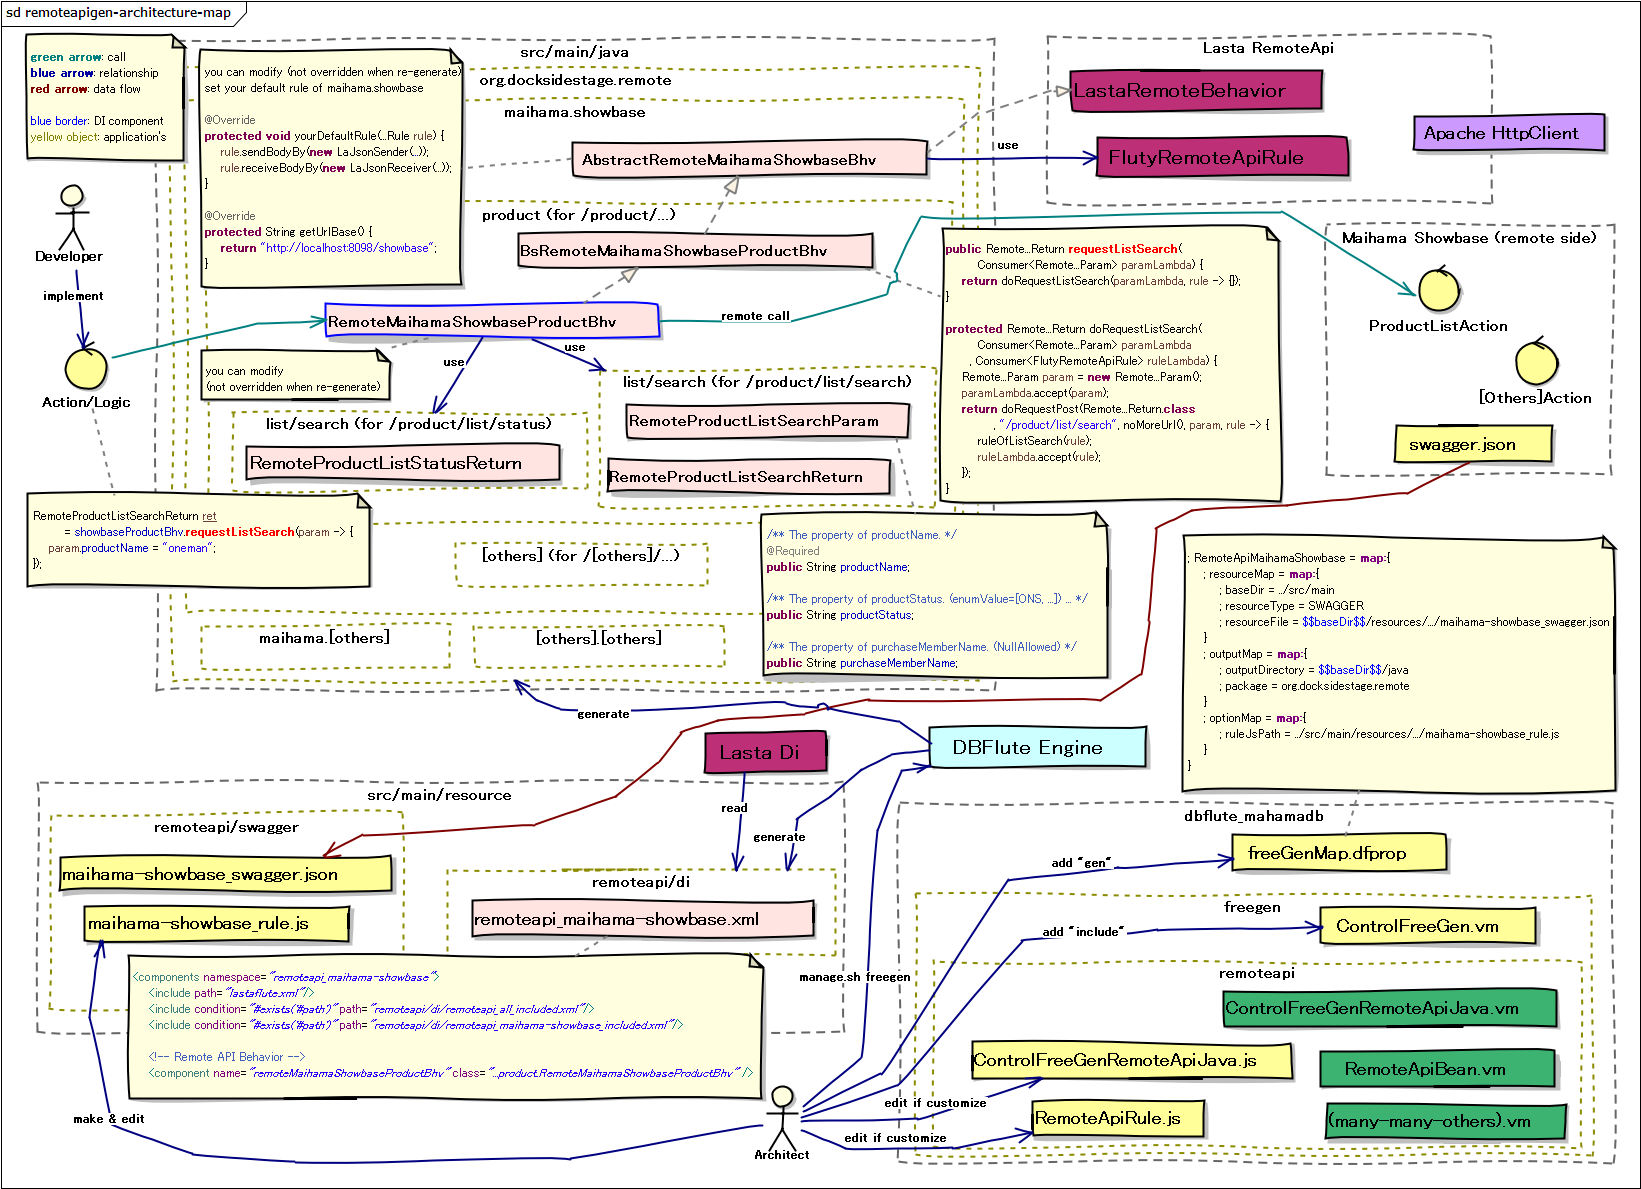 sd remoteapigen-architecture-map
green arrow: call
blue arrow: relationship
red arrow: data flow
blue border: DI component
yellow object: application's
src/main/java
org.docksidestage.remote
maihama.showbase
you can modify (not overridden when re-generate)
set your default rule of maihama.showbase
@Override
protected void yourDefaultRule(...Rule rule) {
rule.sendBodyBy(new LaJsonSender(...));
rule.receiveBodyBy(new LaJsonReceiver(...));
}
@Override
protected String getUrlBase() {
return "http://localhost:8098/showbase";
}
Lasta RemoteApi
LastaRemoteBehavior
FlutyRemoteApiRule
Apache HttpClient
AbstractRemoteMaihamaShowbaseBhv
use
product (for /product/...)
BsRemoteMaihamaShowbaseProductBhv
RemoteMaihamaShowbaseProductBhv
remote call
Developer
implement
Action/Logic
you can modify
(not overridden when re-generate)
use
use
list/search (for /product/list/status)
RemoteProductListStatusReturn
list/search (for /product/list/search)
RemoteProductListSearchParam
RemoteProductListSearchReturn
public Remote...Return requestListSearch(
Consumer<Remote...Param> paramLambda) {
return doRequestListSearch(paramLambda, rule -> {});
}
protected Remote...Return doRequestListSearch(
Consumer<Remote...Param> paramLambda
, Consumer<FlutyRemoteApiRule> ruleLambda) {
Remote...Param param = new Remote...Param();
paramLambda.accept(param);
return doRequestPost(Remote...Return.class
, "/product/list/search", noMoreUrl(), param, rule -> {
ruleOfListSearch(rule);
ruleLambda.accept(rule);
});
}
Maihama Showbase (remote side)
ProductListAction
[Others]Action
swagger.json
RemoteProductListSearchReturn ret
= showbaseProductBhv.requestListSearch(param -> {
param.productName = "oneman";
});
[others] (for /[others]/...)
maihama.[others]
[others].[others]
/** The property of productName. */
@Required
public String productName;
/** The property of productStatus. (enumValue=[ONS, ...]) ... */
public String productStatus;
/** The property of purchaseMemberName. (NullAllowed) */
public String purchaseMemberName;
; RemoteApiMaihamaShowbase = map:{
; resourceMap = map:{
; baseDir = ../src/main
; resourceType = SWAGGER
; resourceFile = $$baseDir$$/resources/.../maihama-showbase_swagger.json
}
; outputMap = map:{
; outputDirectory = $$baseDir$$/java
; package = org.docksidestage.remote
}
; optionMap = map:{
; ruleJsPath = ../src/main/resources/.../maihama-showbase_rule.js
}
}
generate
Lasta Di
DBFlute Engine
src/main/resource
read
generate
remoteapi/swagger
maihama-showbase_swagger.json
maihama-showbase_rule.js
remoteapi/di
remoteapi_maihama-showbase.xml
<components namespace="remoteapi_maihama-showbase">
<include path="lastaflute.xml"/>
<include condition="#exists('#path')" path="remoteapi/di/remoteapi_all_included.xml"/>
<include condition="#exists('#path')" path="remoteapi/di/remoteapi_maihama-showbase_included.xml"/>
<!-- Remote API Behavior -->
<component name="remoteMaihamaShowbaseProductBhv" class="...product.RemoteMaihamaShowbaseProductBhv" />
make & edit
manage.sh freegen
Architect
dbflute_mahamadb
add "gen"
freeGenMap.dfprop
freegen
add "include"
ControlFreeGen.vm
remoteapi
ControlFreeGenRemoteApiJava.vm
ControlFreeGenRemoteApiJava.js
RemoteApiBean.vm
edit if customize
RemoteApiRule.js
(many-many-others).vm
edit if customize